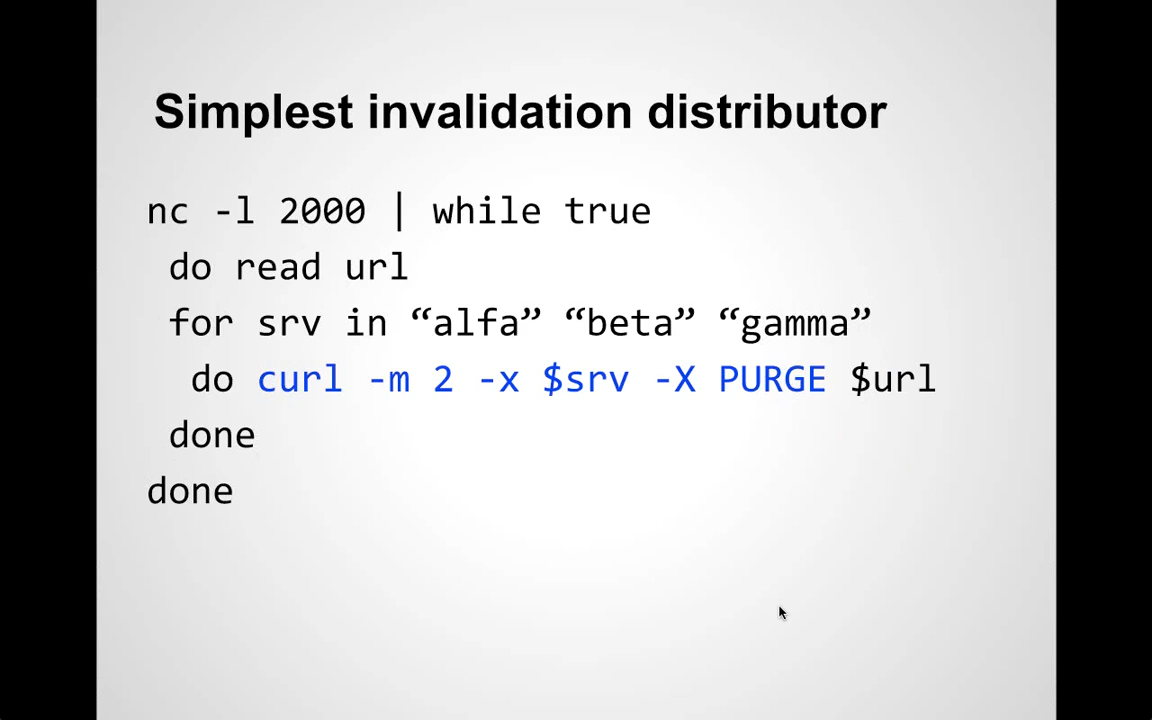 Simplest invalidation distributor
nc -l 2000 | while true
do read url
for srv in “alfa” “beta” “gamma”
do curl -m 2 -x $srv -X PURGE $url
done
done